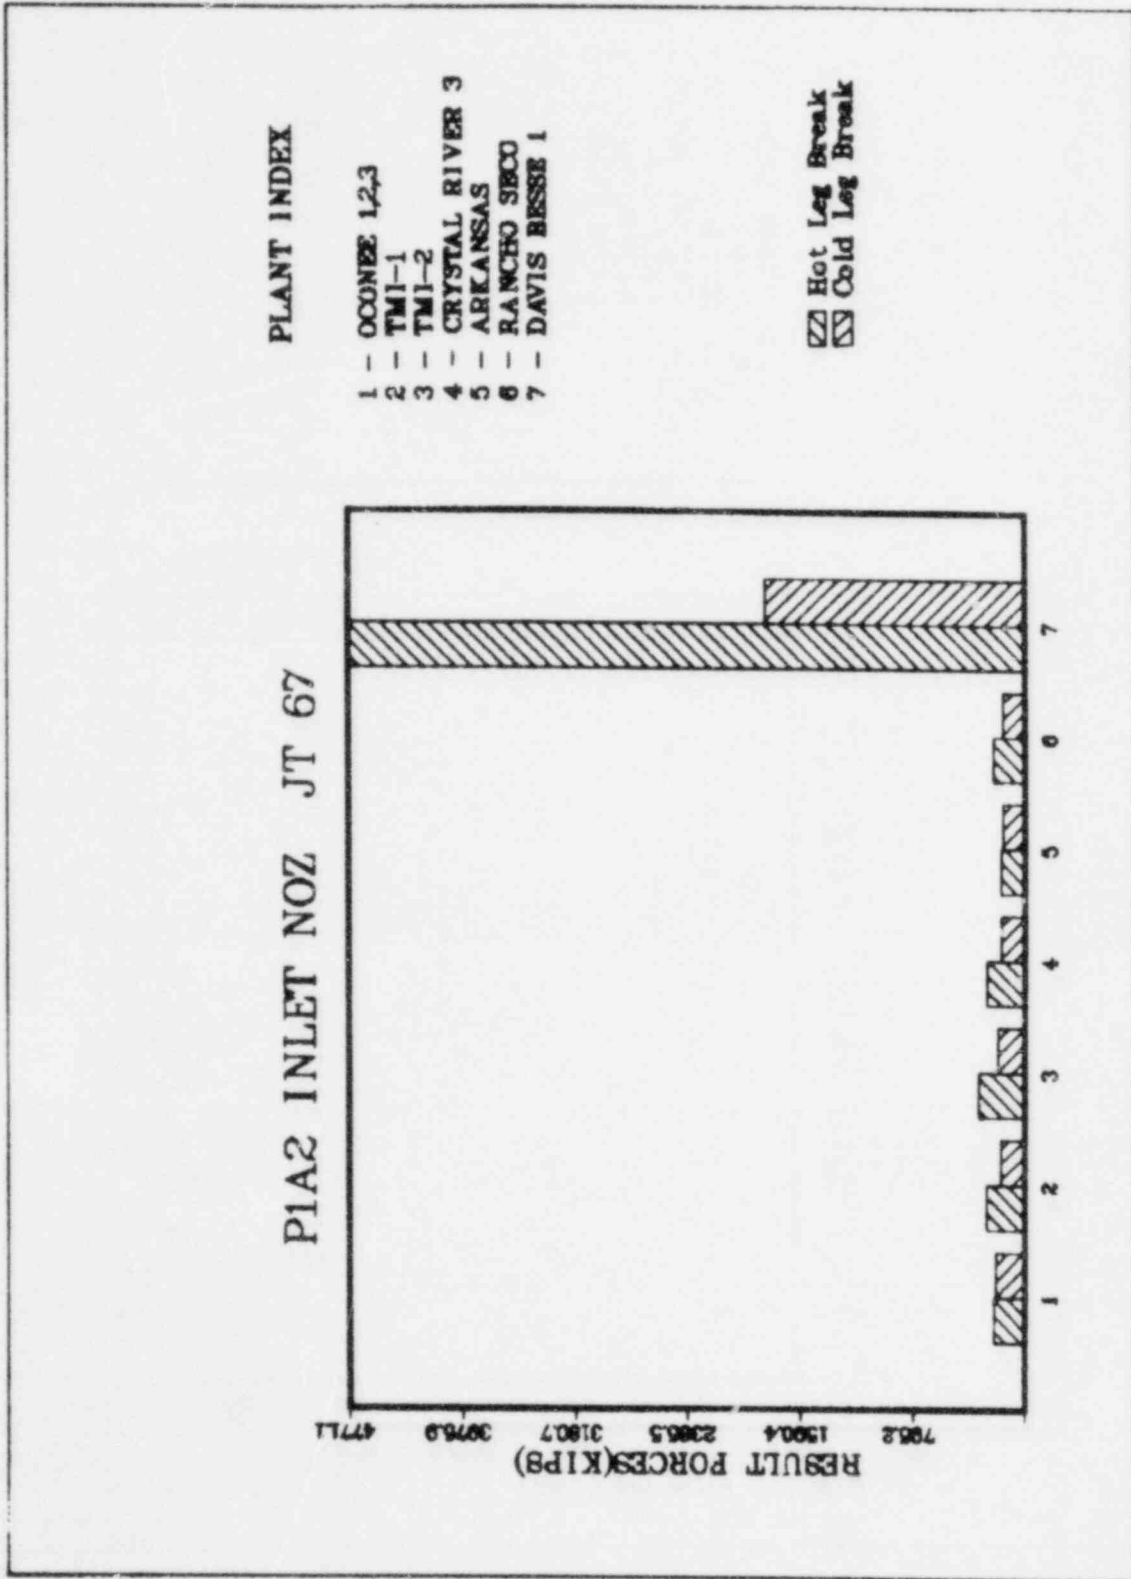 P1A2 INLET NOZ JT 67
RESULT FORCES(KIPS)
4771.1
3975.9
3180.7
2385.5
1590.4
795.2
1
2
3
4
5
6
7
PLANT INDEX
1 - OCONEE 1,2,3
2 - TMI-1
3 - TMI-2
4 - CRYSTAL RIVER 3
5 - ARKANSAS
6 - RANCHO SECO
7 - DAVIS BESSE 1
Hot Leg Break
Cold Leg Break